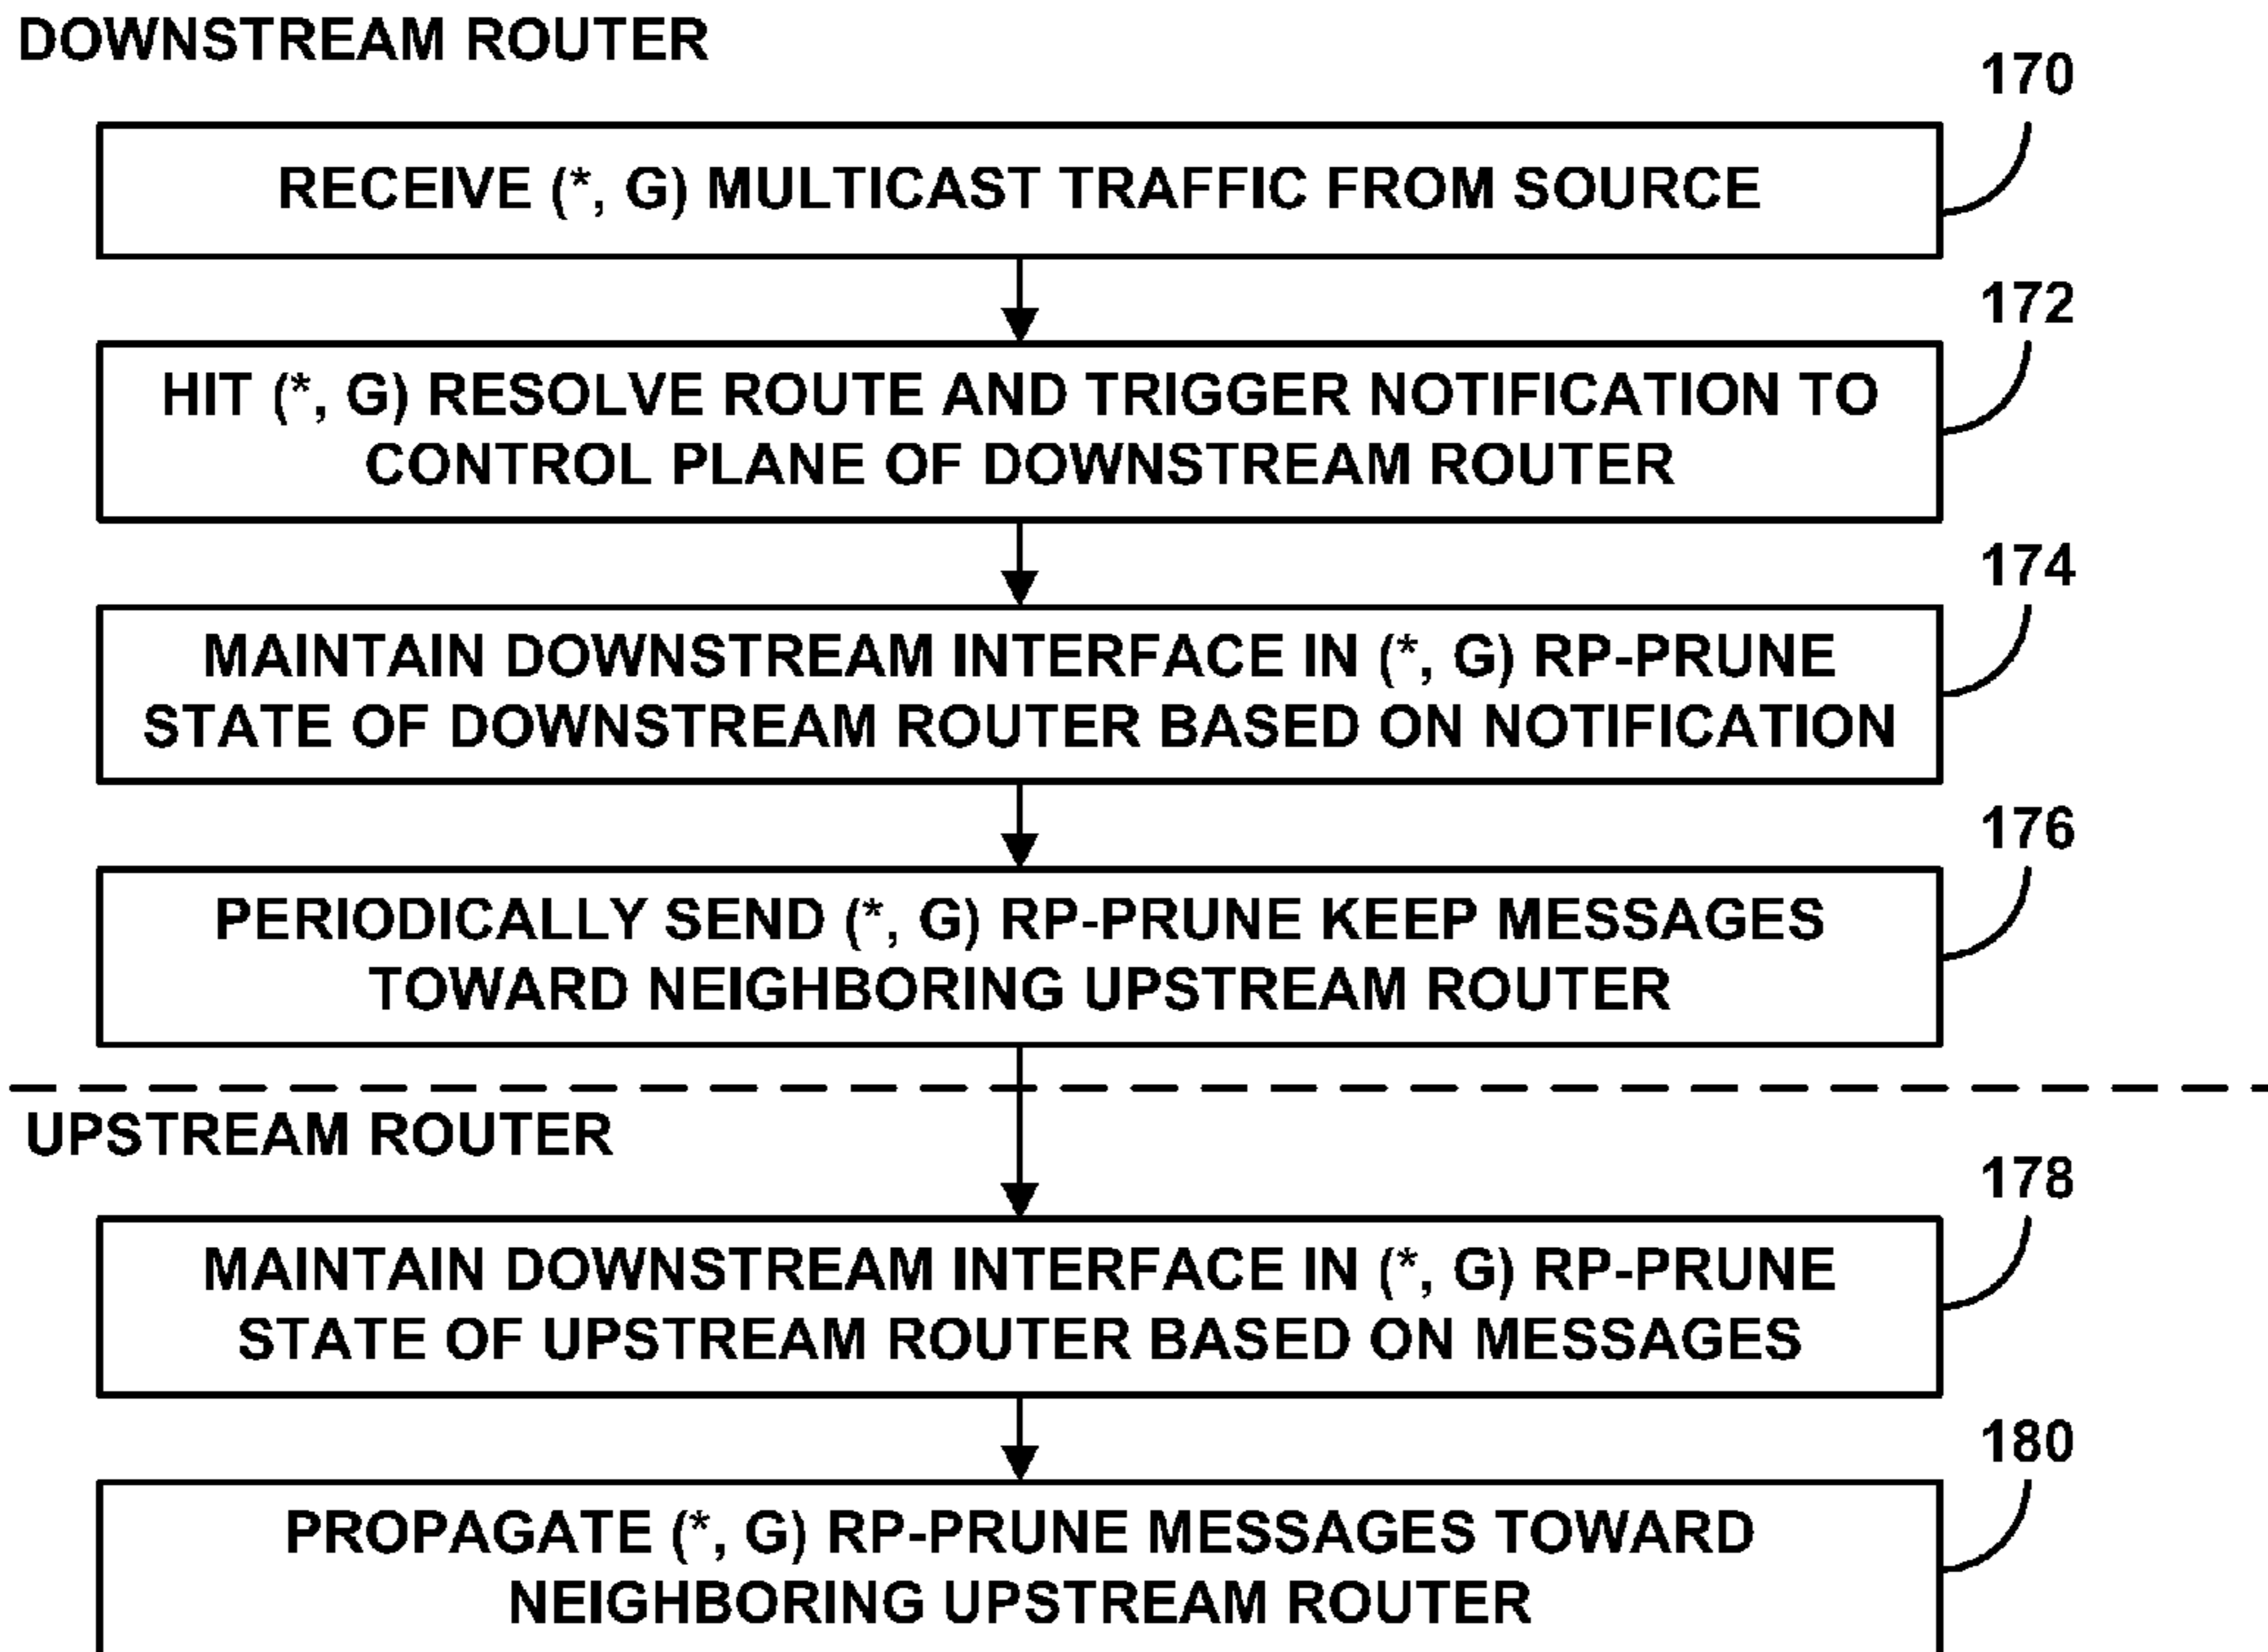 DOWNSTREAM ROUTER
170
RECEIVE (*, G) MULTICAST TRAFFIC FROM SOURCE
172
HIT (*, G) RESOLVE ROUTE AND TRIGGER NOTIFICATION TO
CONTROL PLANE OF DOWNSTREAM ROUTER
174
MAINTAIN DOWNSTREAM INTERFACE IN (*, G) RP-PRUNE
STATE OF DOWNSTREAM ROUTER BASED ON NOTIFICATION
176
PERIODICALLY SEND (*, G) RP-PRUNE KEEP MESSAGES
TOWARD NEIGHBORING UPSTREAM ROUTER
UPSTREAM ROUTER
178
MAINTAIN DOWNSTREAM INTERFACE IN (*, G) RP-PRUNE
STATE OF UPSTREAM ROUTER BASED ON MESSAGES
180
PROPAGATE (*, G) RP-PRUNE MESSAGES TOWARD
NEIGHBORING UPSTREAM ROUTER